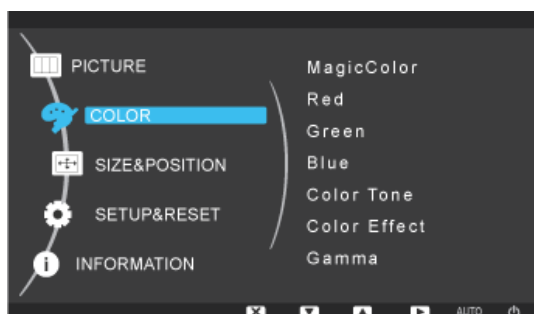 PICTURE
COLOR
SIZE&POSITION
SETUP&RESET
INFORMATION
MagicColor
Red
Green
Blue
Color Tone
Color Effect
Gamma
AUTO